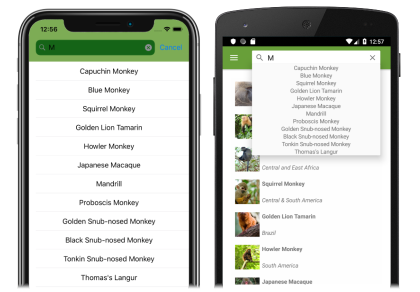 12:56
M
Cancel
Capuchin Monkey
Blue Monkey
Squirrel Monkey
Golden Lion Tamarin
Howler Monkey
Japanese Macaque
Mandrill
Proboscis Monkey
Golden Snub-nosed Monkey
Black Snub-nosed Monkey
Tonkin Snub-nosed Monkey
Thomas's Langur
12:57
M
Capuchin Monkey
Blue Monkey
Squirrel Monkey
Golden Lion Tamarin
Howler Monkey
Japanese Macaque
Mandrill
Proboscis Monkey
Golden Snub-nosed Monkey
Black Snub-nosed Monkey
Tonkin Snub-nosed Monkey
Thomas's Langur
Central and East Africa
Squirrel Monkey
Central & South America
Golden Lion Tamarin
Brazil
Howler Monkey
South America
Japanese Macaque